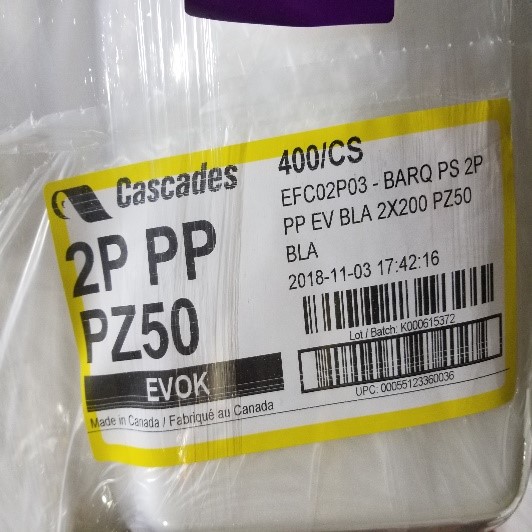 Cascades
2P PP
PZ50
EVOK
Made in Canada / Fabriqué au Canada
400/CS
EFC02P03 - BARQ PS 2P
PP EV BLA 2X200 PZ50
BLA
2018-11-03 17:42:16
Lot / Batch: K000615372
UPC: 00055123360036